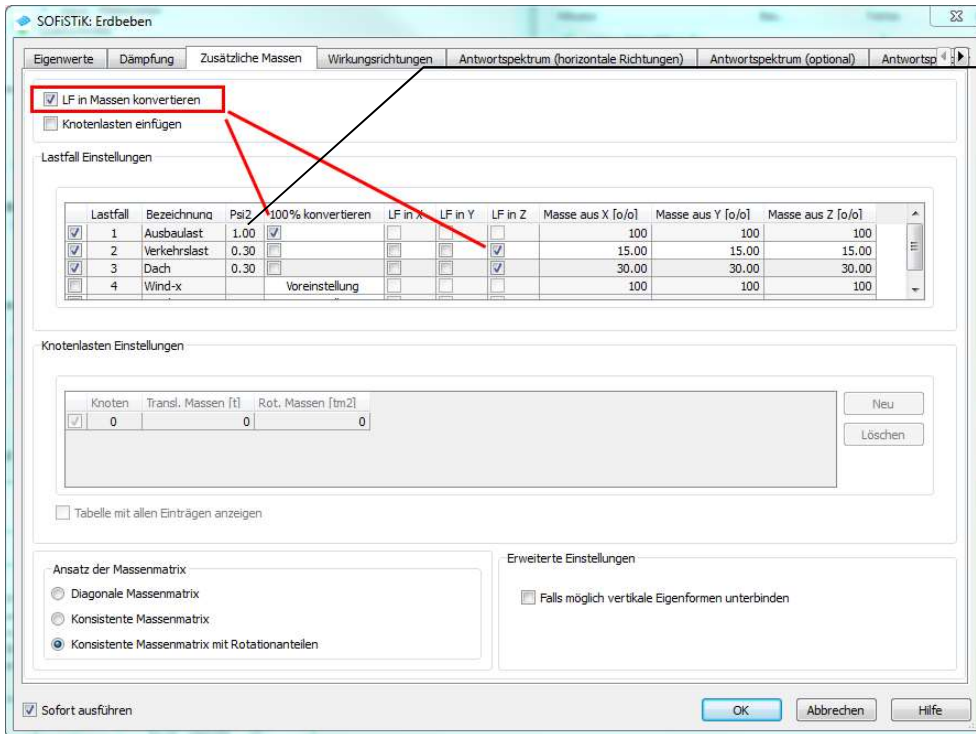 SOFiSTiK: Erdbeben
Eigenwerte Dämpfung Zusätzliche Massen Wirkungsrichtungen Antwortspektrum (horizontale Richtungen) Antwortspektrum (optional) Antwortsp
LF in Massen konvertieren
Knotenlasten einfügen
Lastfall Einstellungen
Lastfall Bezeichnung Psi2 100% konvertieren LF in X LF in Y LF in Z Masse aus X [o/o] Masse aus Y [o/o] Masse aus Z [o/o]
1 Ausbaulast 1.00 100 100 100
2 Verkehrslast 0.30 15.00 15.00 15.00
3 Dach 0.30 30.00 30.00 30.00
4 Wind-x Voreinstellung 100 100 100
Knotenlasten Einstellungen
Knoten Transl. Massen [t] Rot. Massen [tm2]
0 0 0
Neu
Löschen
Tabelle mit allen Einträgen anzeigen
Ansatz der Massenmatrix
Diagonale Massenmatrix
Konsistente Massenmatrix
Konsistente Massenmatrix mit Rotationanteilen
Erweiterte Einstellungen
Falls möglich vertikale Eigenformen unterbinden
Sofort ausführen
OK Abbrechen Hilfe